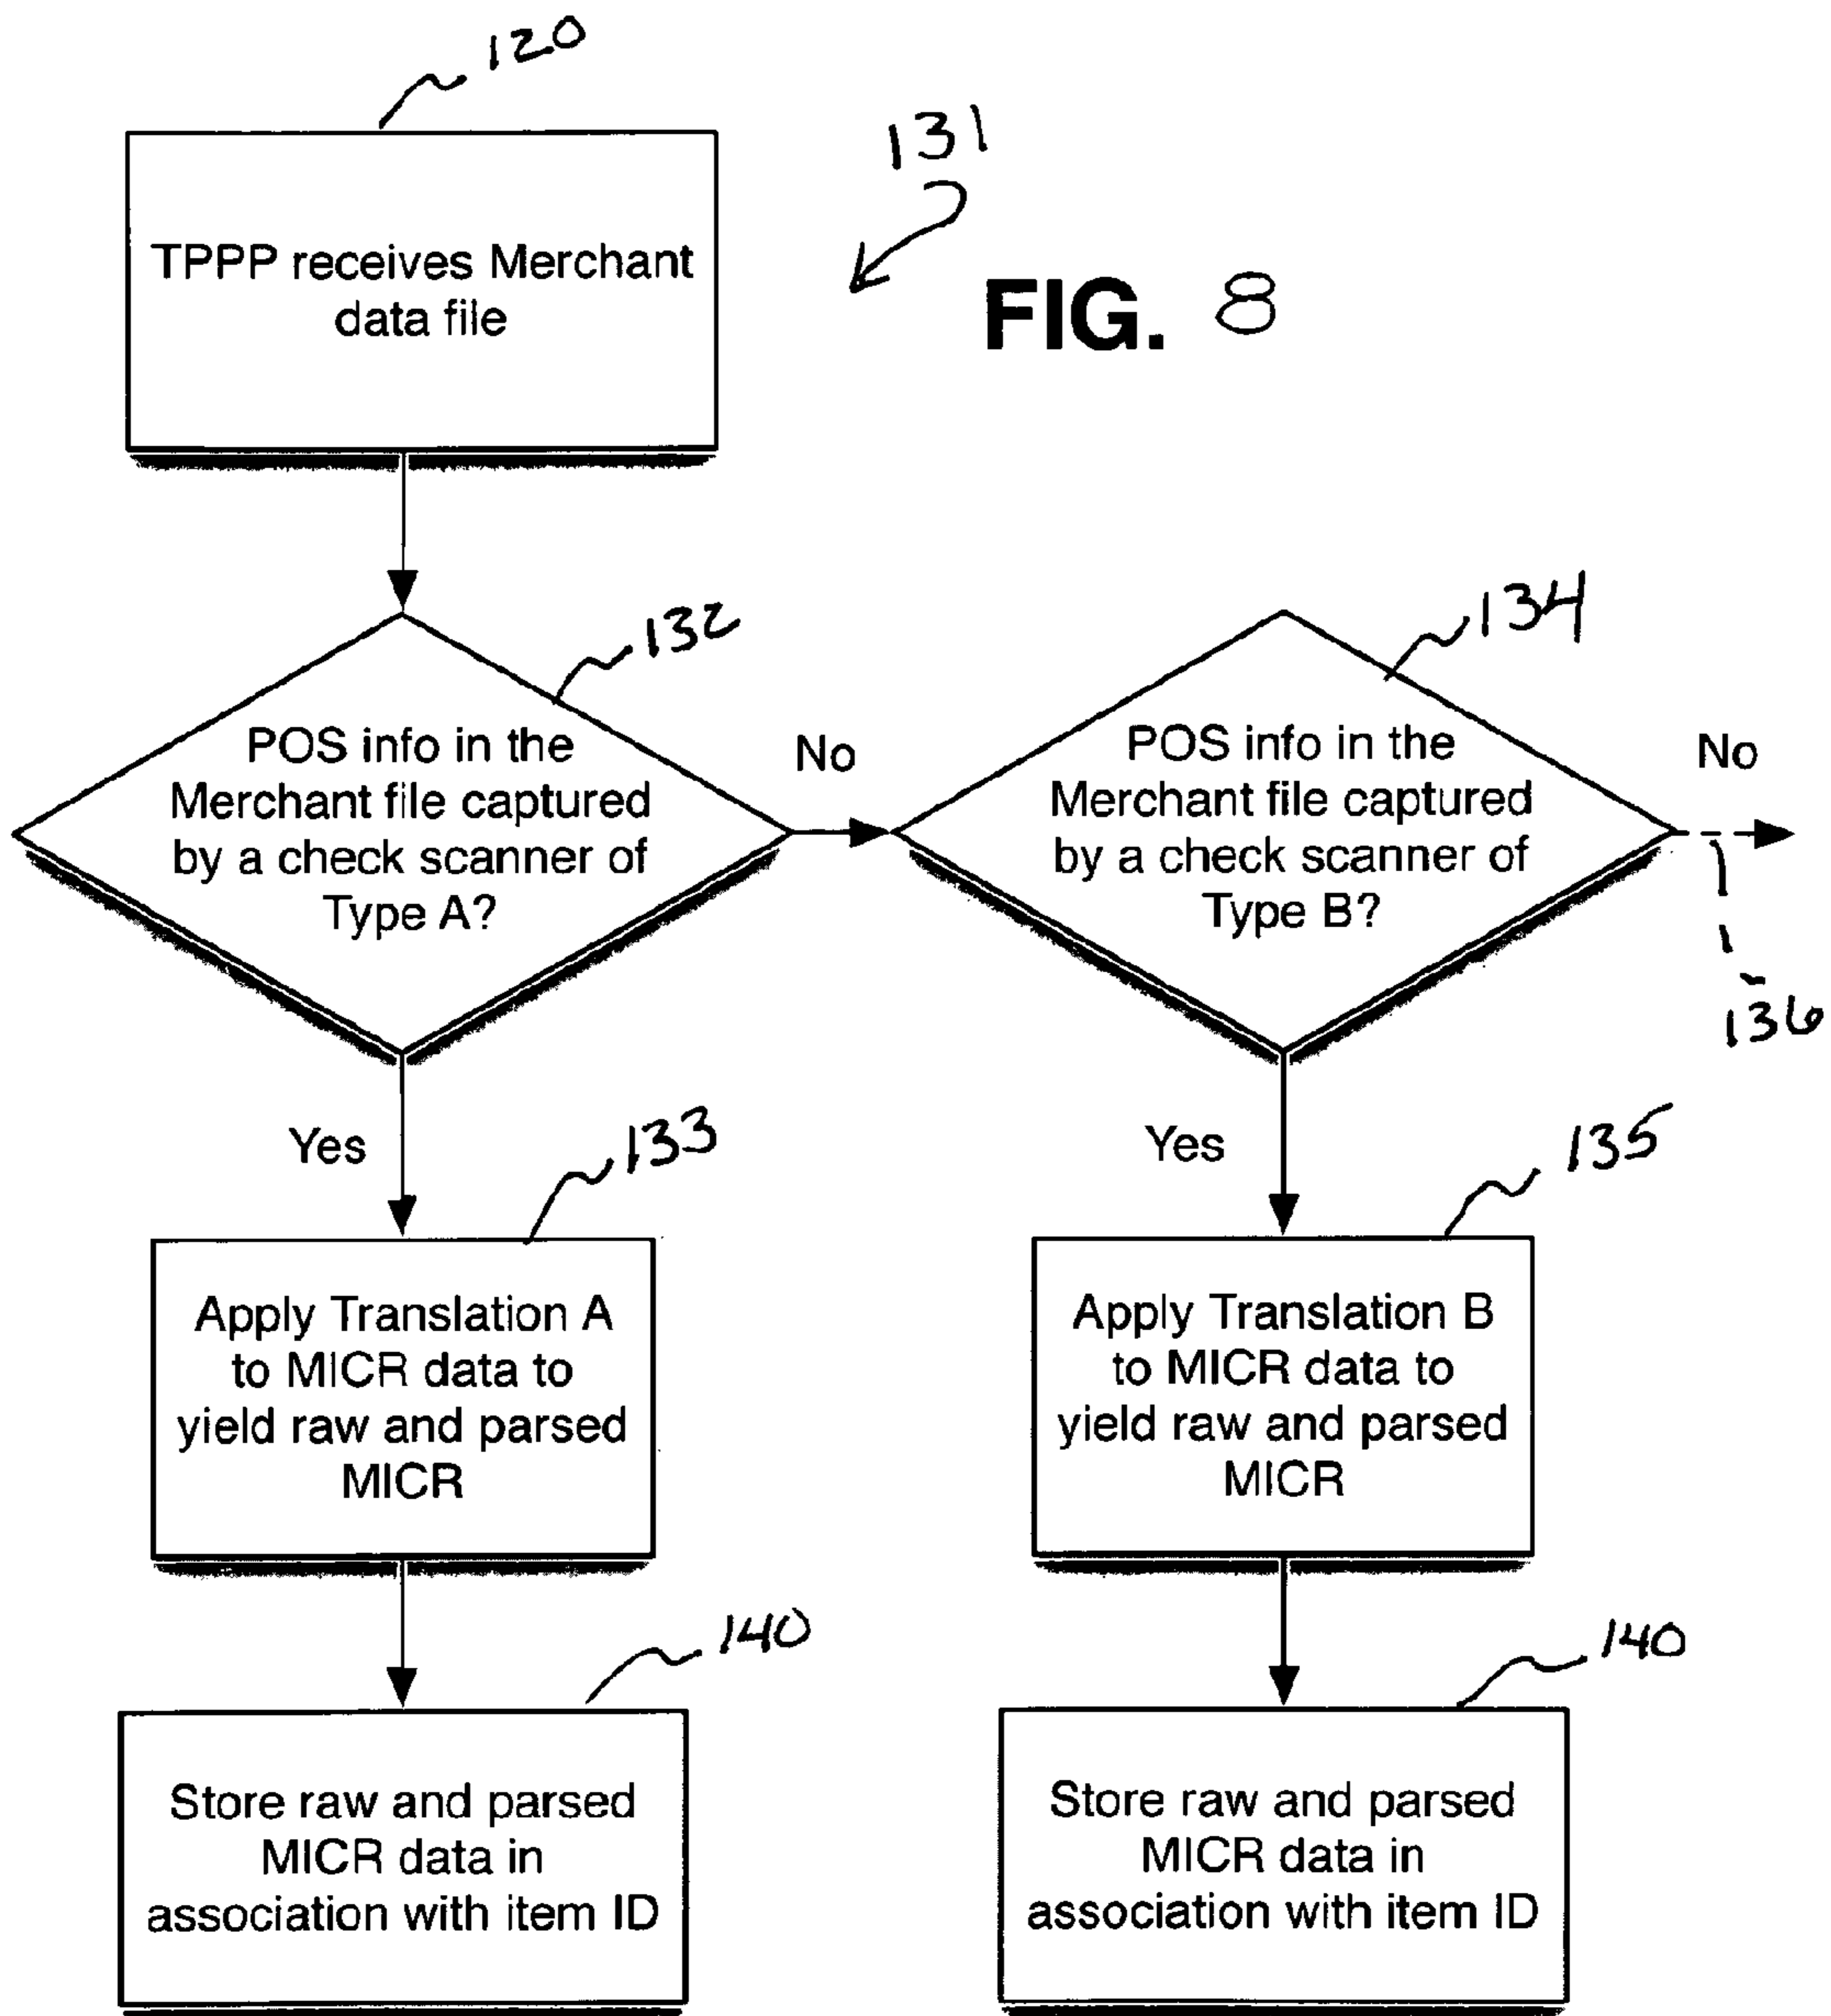 120
131
TPPP receives Merchant
data file
FIG. 8
132
134
POS info in the
Merchant file captured
by a check scanner of
Type A?
No
POS info in the
Merchant file captured
by a check scanner of
Type B?
No
136
Yes
133
Yes
135
Apply Translation A
to MICR data to
yield raw and parsed
MICR
Apply Translation B
to MICR data to
yield raw and parsed
MICR
140
140
Store raw and parsed
MICR data in
association with item ID
Store raw and parsed
MICR data in
association with item ID